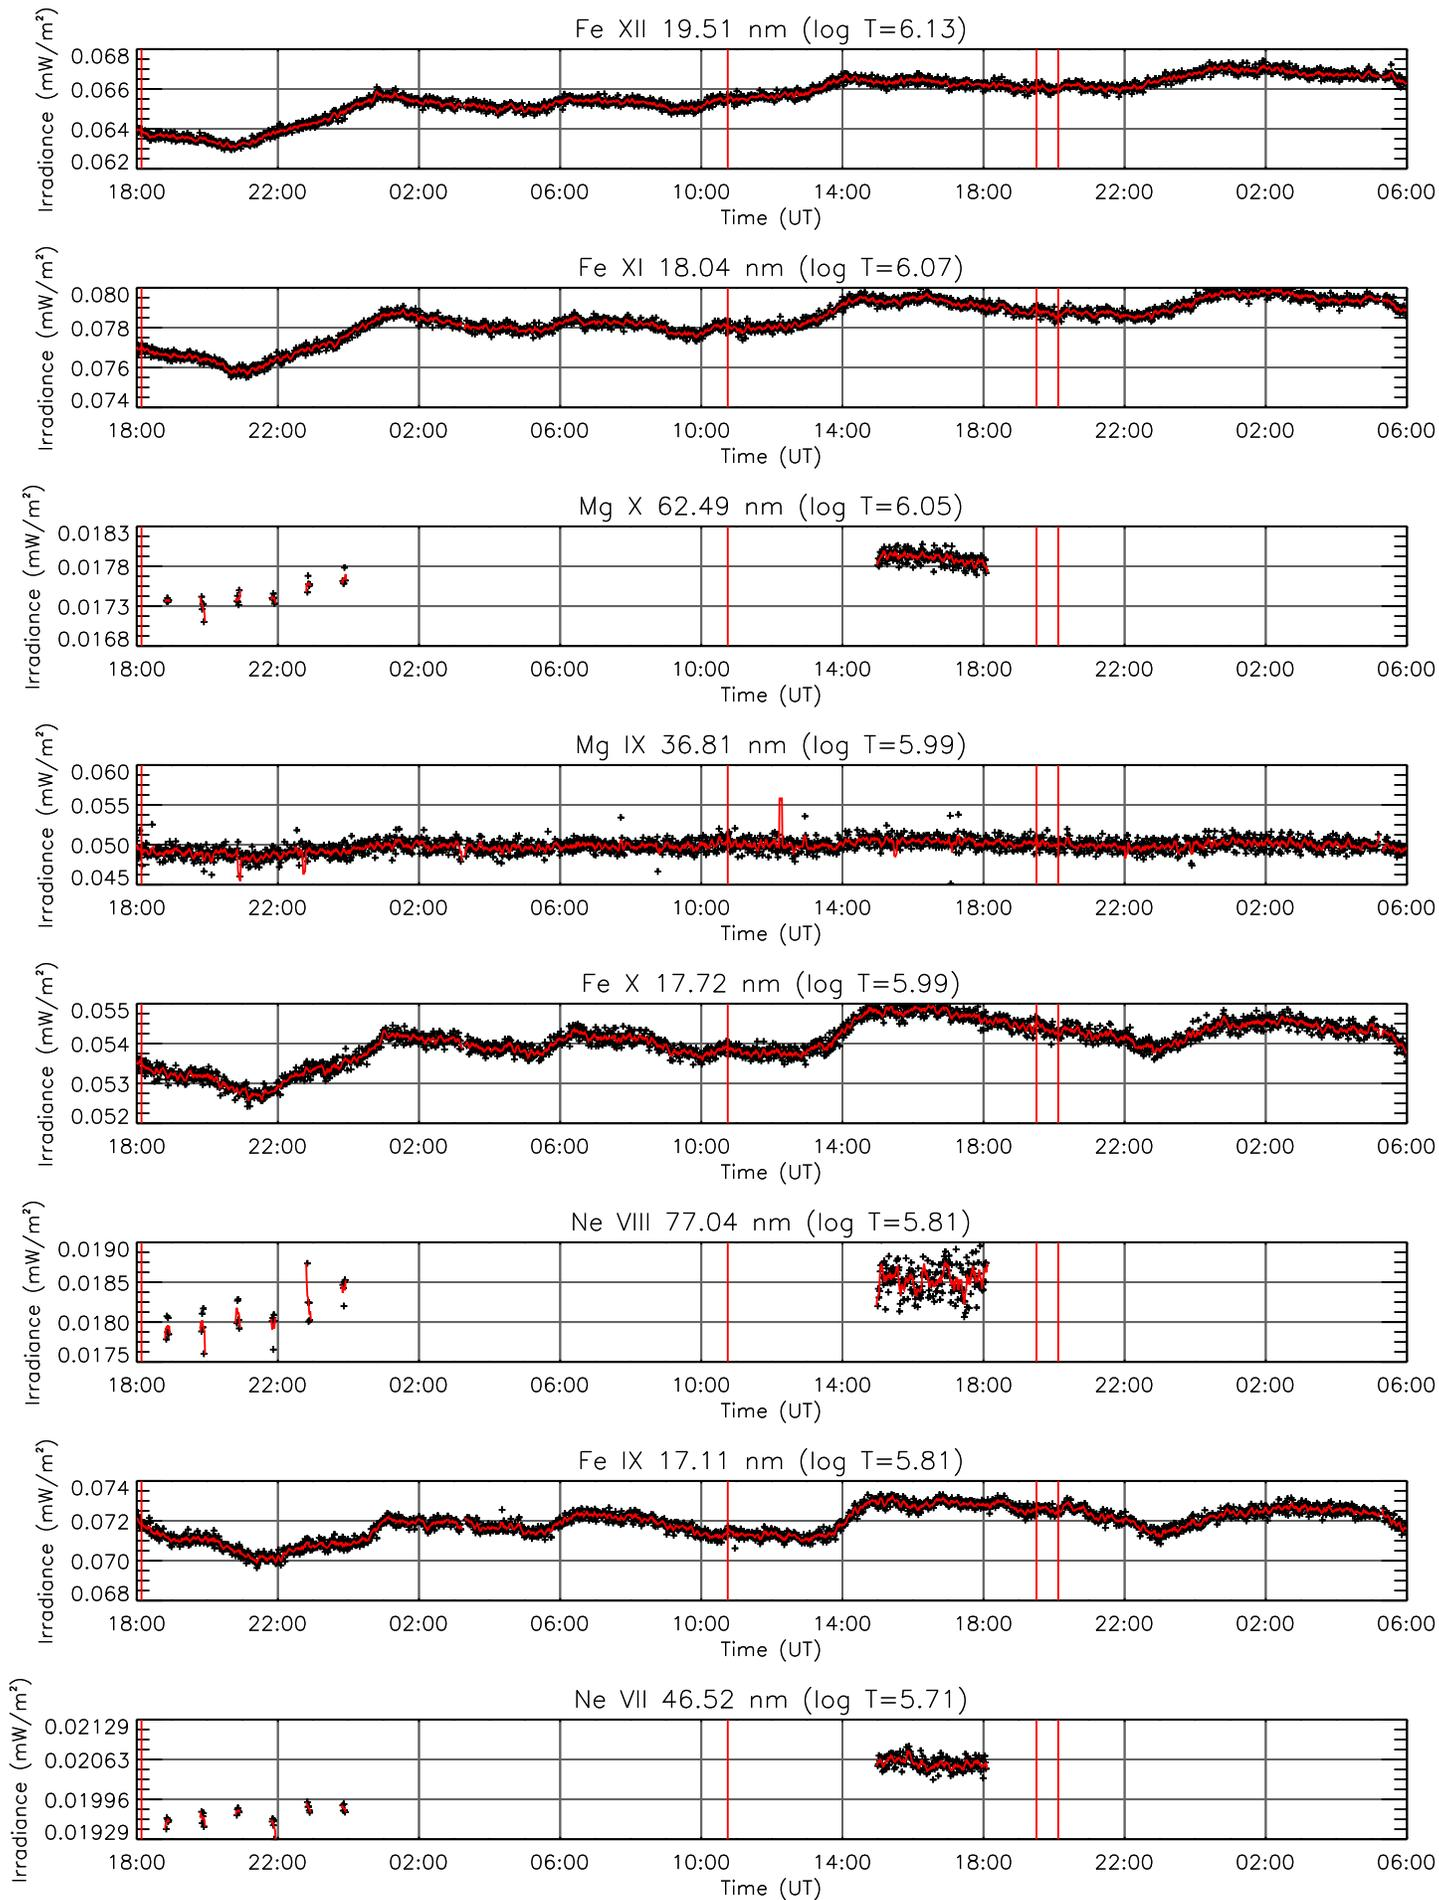 Fe XII 19.51 nm (log T=6.13)
Irradiance (mW/m²)
0.068
0.066
0.064
0.062
18:00 22:00 02:00 06:00 10:00 14:00 18:00 22:00 02:00 06:00
Time (UT)
Fe XI 18.04 nm (log T=6.07)
Irradiance (mW/m²)
0.080
0.078
0.076
0.074
18:00 22:00 02:00 06:00 10:00 14:00 18:00 22:00 02:00 06:00
Time (UT)
Mg X 62.49 nm (log T=6.05)
Irradiance (mW/m²)
0.0183
0.0178
0.0173
0.0168
18:00 22:00 02:00 06:00 10:00 14:00 18:00 22:00 02:00 06:00
Time (UT)
Mg IX 36.81 nm (log T=5.99)
Irradiance (mW/m²)
0.060
0.055
0.050
0.045
18:00 22:00 02:00 06:00 10:00 14:00 18:00 22:00 02:00 06:00
Time (UT)
Fe X 17.72 nm (log T=5.99)
Irradiance (mW/m²)
0.055
0.054
0.053
0.052
18:00 22:00 02:00 06:00 10:00 14:00 18:00 22:00 02:00 06:00
Time (UT)
Ne VIII 77.04 nm (log T=5.81)
Irradiance (mW/m²)
0.0190
0.0185
0.0180
0.0175
18:00 22:00 02:00 06:00 10:00 14:00 18:00 22:00 02:00 06:00
Time (UT)
Fe IX 17.11 nm (log T=5.81)
Irradiance (mW/m²)
0.074
0.072
0.070
0.068
18:00 22:00 02:00 06:00 10:00 14:00 18:00 22:00 02:00 06:00
Time (UT)
Ne VII 46.52 nm (log T=5.71)
Irradiance (mW/m²)
0.02129
0.02063
0.01996
0.01929
18:00 22:00 02:00 06:00 10:00 14:00 18:00 22:00 02:00 06:00
Time (UT)